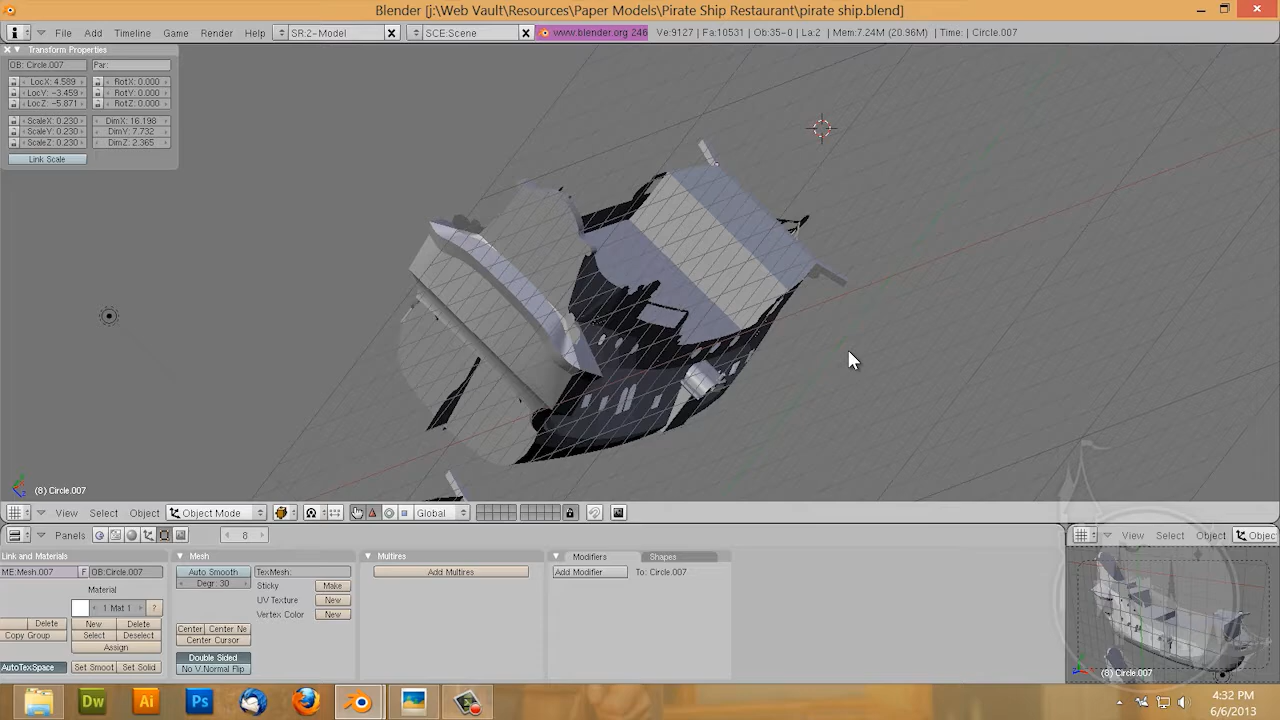 Blender [j:\Web Vault\Resources\Paper Models\Pirate Ship Restaurant\pirate ship.blend]
File Add Timeline Game Render Help SR:2-Model SCE:Scene www.blender.org 246 Ve:9127 | Fa:10531 | Ob:35-0 | La:2 | Mem:7.24M (20.96M) | Time: | Circle.007
Transform Properties
OB: Circle.007 Par:
LocX: 4.589 RotX: 0.000
LocY: -3.459 RotY: 0.000
LocZ: -5.871 RotZ: 0.000
ScaleX: 0.230 DimX: 16.198
ScaleY: 0.230 DimY: 7.732
ScaleZ: 0.230 DimZ: 2.365
Link Scale
(8) Circle.007
View Select Object Object Mode Global
Panels 8 View Select Object Objec
Link and Materials Mesh Multires Modifiers Shapes
ME:Mesh.007 F OB:Circle.007 Auto Smooth TexMesh: Add Multires Add Modifier To: Circle.007
Degr: 30 Sticky Make
Material UV Texture New
1 Mat 1 ? Vertex Color New
Delete New Delete Center Center Ne
Copy Group Select Deselect Center Cursor
Assign Double Sided
AutoTexSpace Set Smoot Set Solid No V.Normal Flip
(8) Circle.007
Dw Ai Ps
4:32 PM
6/6/2013